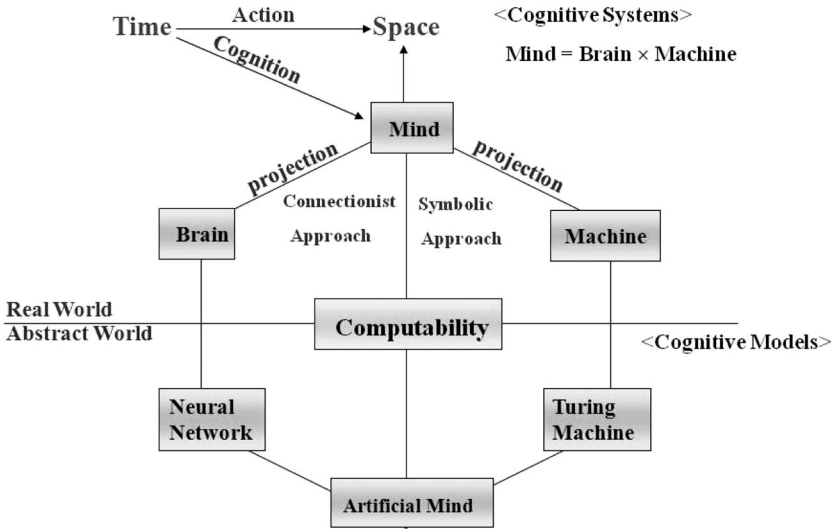 Time
Action
Space
<Cognitive Systems>
Cognition
Mind = Brain × Machine
Mind
projection
projection
Connectionist
Approach
Symbolic
Approach
Brain
Machine
Real World
Computability
Abstract World
<Cognitive Models>
Neural
Network
Turing
Machine
Artificial Mind